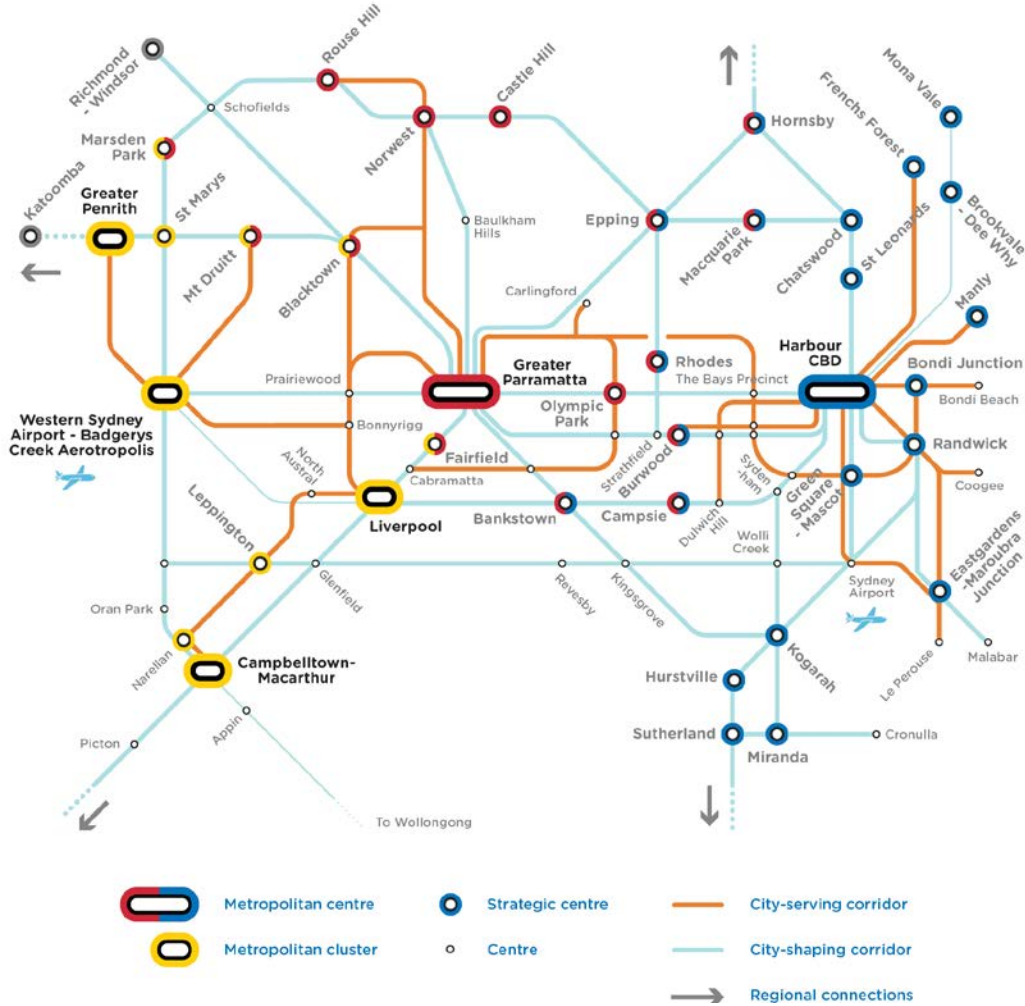 Richmond
- Windsor
Rouse Hill
Castle Hill
Schofields
Marsden
Park
Norwest
Hornsby
Mona Vale
Frenchs Forest
Katoomba
Greater
Penrith
St Marys
Mt Druitt
Blacktown
Baulkham
Hills
Epping
Macquarie
Park
Chatswood
St Leonards
Brookvale
- Dee Why
Manly
Carlingford
Harbour
CBD
Greater
Parramatta
Rhodes
The Bays Precinct
Bondi Junction
Bondi Beach
Prairiewood
Olympic
Park
Western Sydney
Airport - Badgerys
Creek Aerotropolis
Bonnyrigg
North
Austral
Fairfield
Cabramatta
Strathfield
Burwood
Syden
-ham
Green
Square
- Mascot
Randwick
Coogee
Leppington
Liverpool
Bankstown
Campsie
Dulwich
Hill
Wolli
Creek
Glenfield
Revesby
Kingsgrove
Sydney
Airport
Eastgardens
-Maroubra
Junction
Oran Park
Narellan
Campbelltown-
Macarthur
Kogarah
Le Perouse
Malabar
Hurstville
Picton
Appin
Sutherland
Miranda
Cronulla
To Wollongong
Metropolitan centre
Strategic centre
City-serving corridor
Metropolitan cluster
Centre
City-shaping corridor
Regional connections